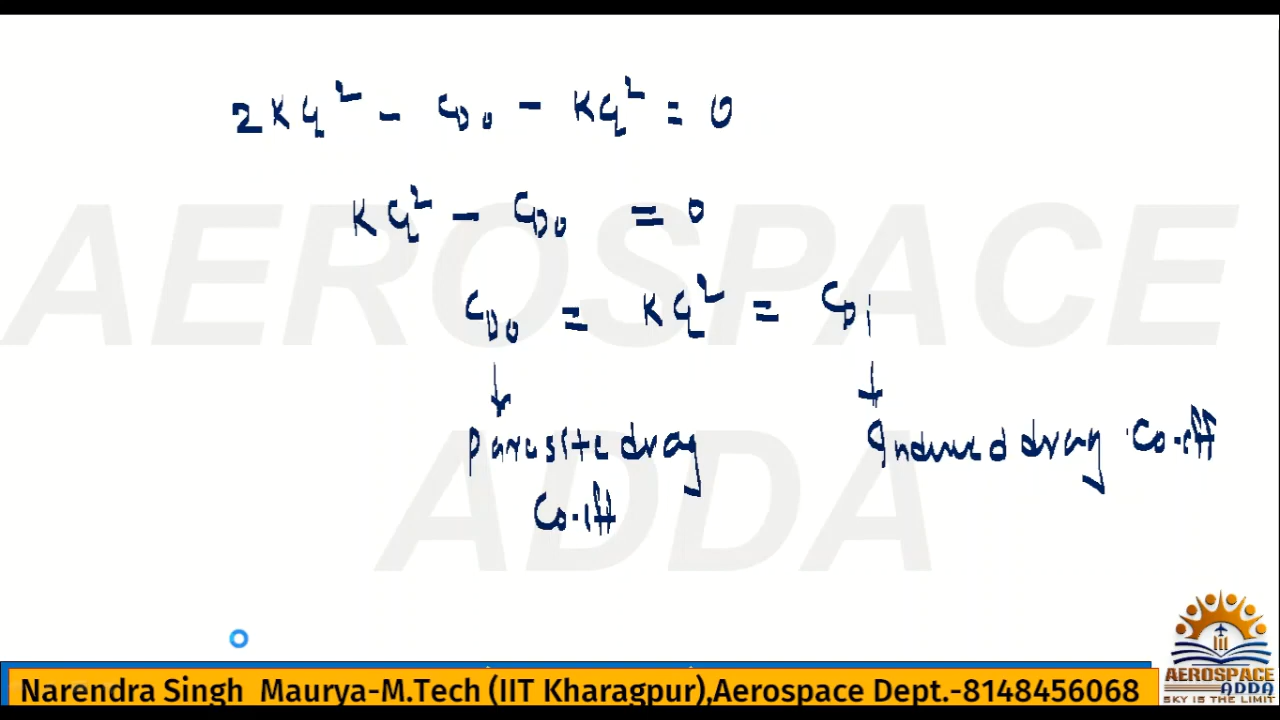 2KCL² - CD₀ - KCL² = 0
KCL² - CD₀ = 0
CD₀ = KCL² = CDi
Parasite drag Co-eff
Induced drag Co-eff
AEROSPACE ADDA
Narendra Singh Maurya-M.Tech (IIT Kharagpur),Aerospace Dept.-8148456068
AEROSPACE
ADDA
SKY IS THE LIMIT